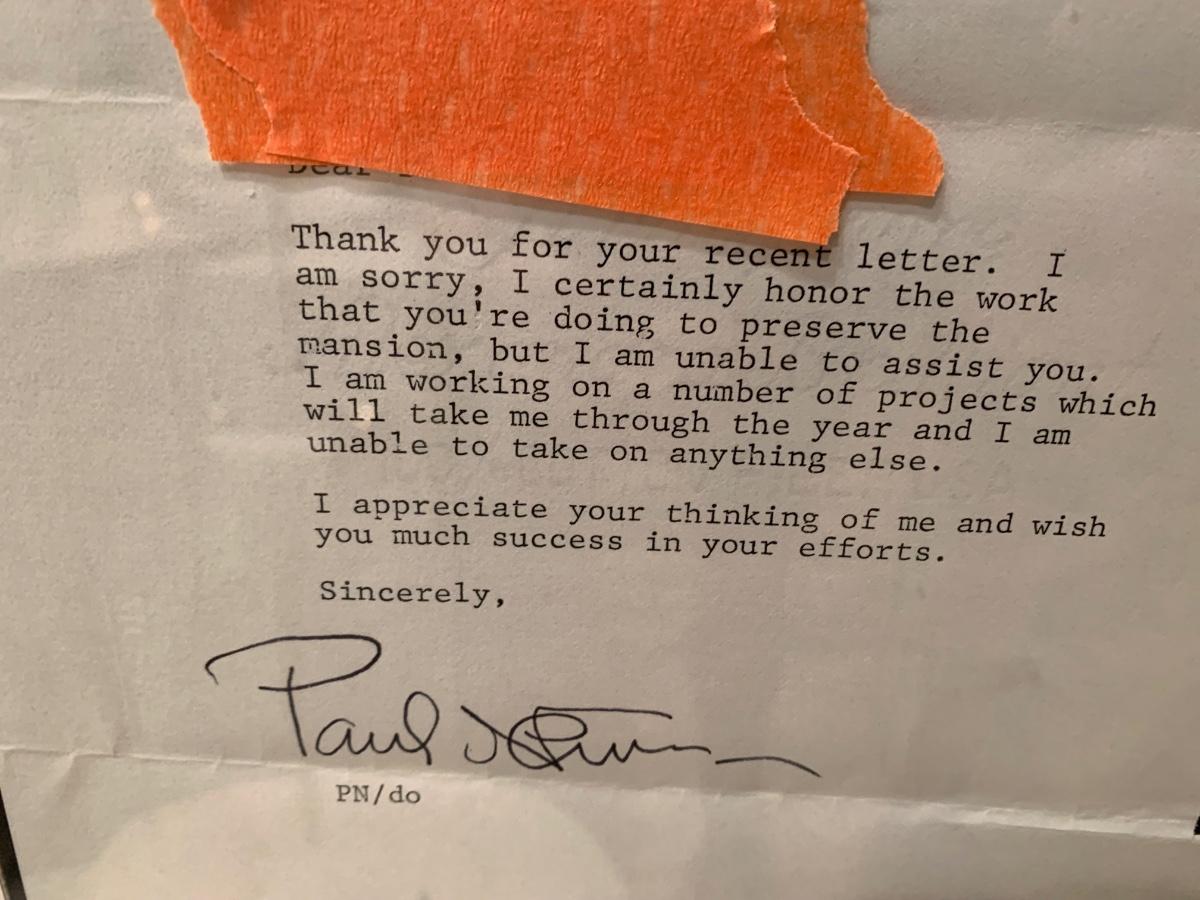 Dear
Thank you for your recent letter. I
am sorry, I certainly honor the work
that you're doing to preserve the
mansion, but I am unable to assist you.
I am working on a number of projects which
will take me through the year and I am
unable to take on anything else.
I appreciate your thinking of me and wish
you much success in your efforts.
Sincerely,
Paul
PN/do